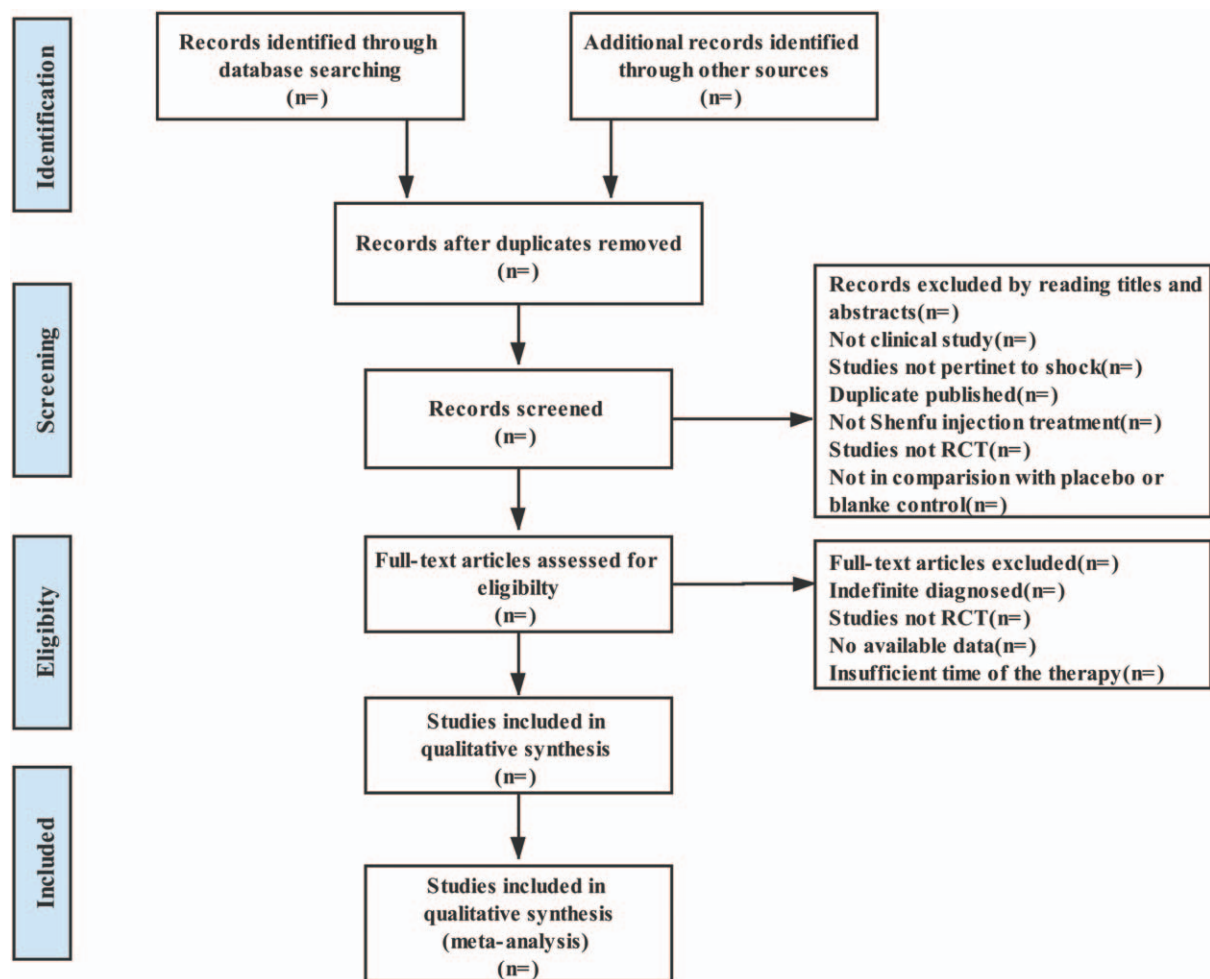 Identification
Records identified through
database searching
(n=)
Additional records identified
through other sources
(n=)
Records after duplicates removed
(n=)
Screening
Records screened
(n=)
Records excluded by reading titles and
abstracts(n=)
Not clinical study(n=)
Studies not pertinet to shock(n=)
Duplicate published(n=)
Not Shenfu injection treatment(n=)
Studies not RCT(n=)
Not in comparision with placebo or
blanke control(n=)
Eligibity
Full-text articles assessed for
eligibilty
(n=)
Full-text articles excluded(n=)
Indefinite diagnosed(n=)
Studies not RCT(n=)
No available data(n=)
Insufficient time of the therapy(n=)
Studies included in
qualitative synthesis
(n=)
Included
Studies included in
qualitative synthesis
(meta-analysis)
(n=)